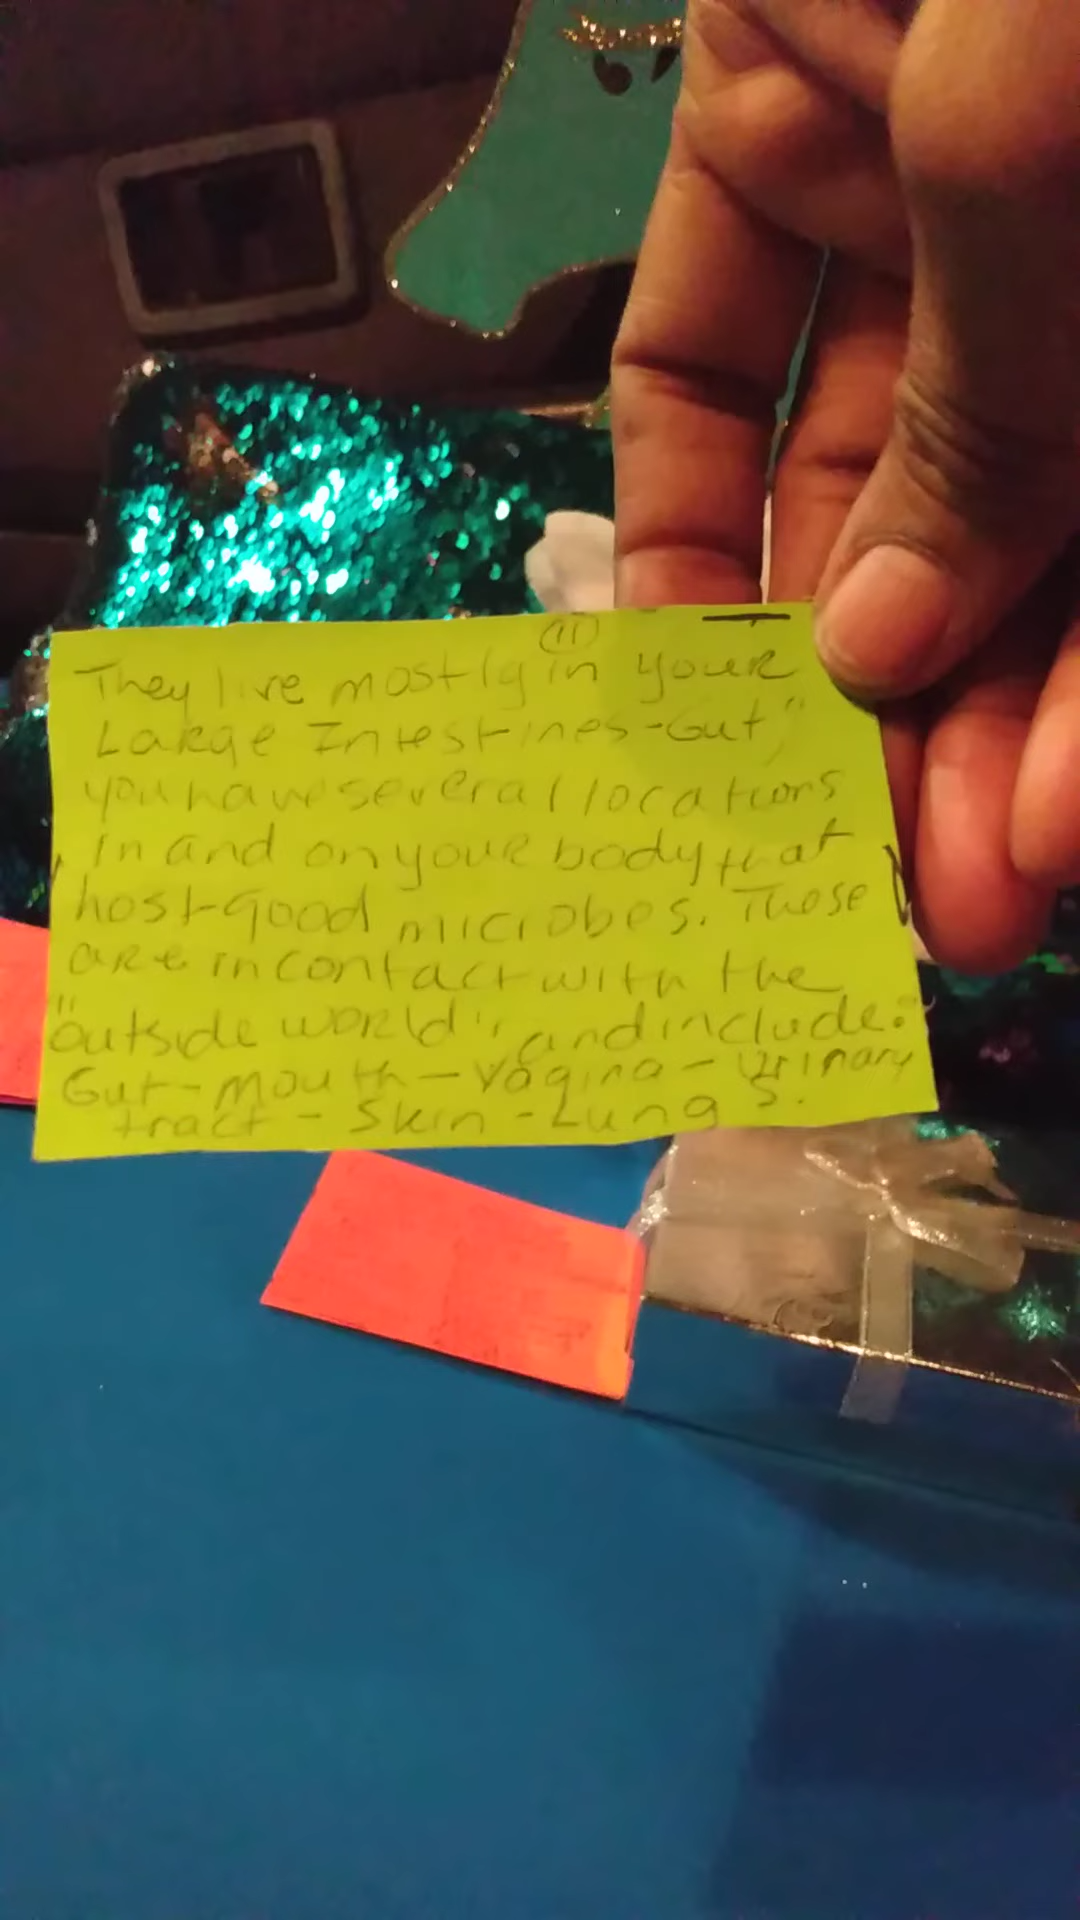 (11)
They live mostly in your
Large Intestines-Gut"
you have several locations
in and on your body that
host good microbes. Those
are in contact with the
"outside world", and include:"
Gut-mouth-Vagina-Urinary
tract-Skin-Lungs.